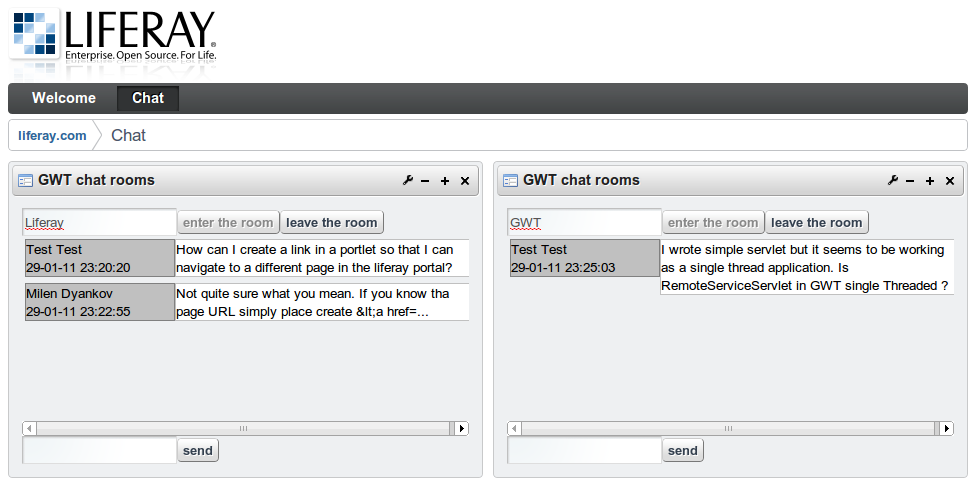 LIFERAY.
Enterprise. Open Source. For Life.
Welcome Chat
liferay.com Chat
GWT chat rooms
Liferay enter the room leave the room
Test Test
29-01-11 23:20:20
How can I create a link in a portlet so that I can
navigate to a different page in the liferay portal?
Milen Dyankov
29-01-11 23:22:55
Not quite sure what you mean. If you know tha
page URL simply place create &lt;a href=...
send
GWT chat rooms
GWT enter the room leave the room
Test Test
29-01-11 23:25:03
I wrote simple servlet but it seems to be working
as a single thread application. Is
RemoteServiceServlet in GWT single Threaded ?
send